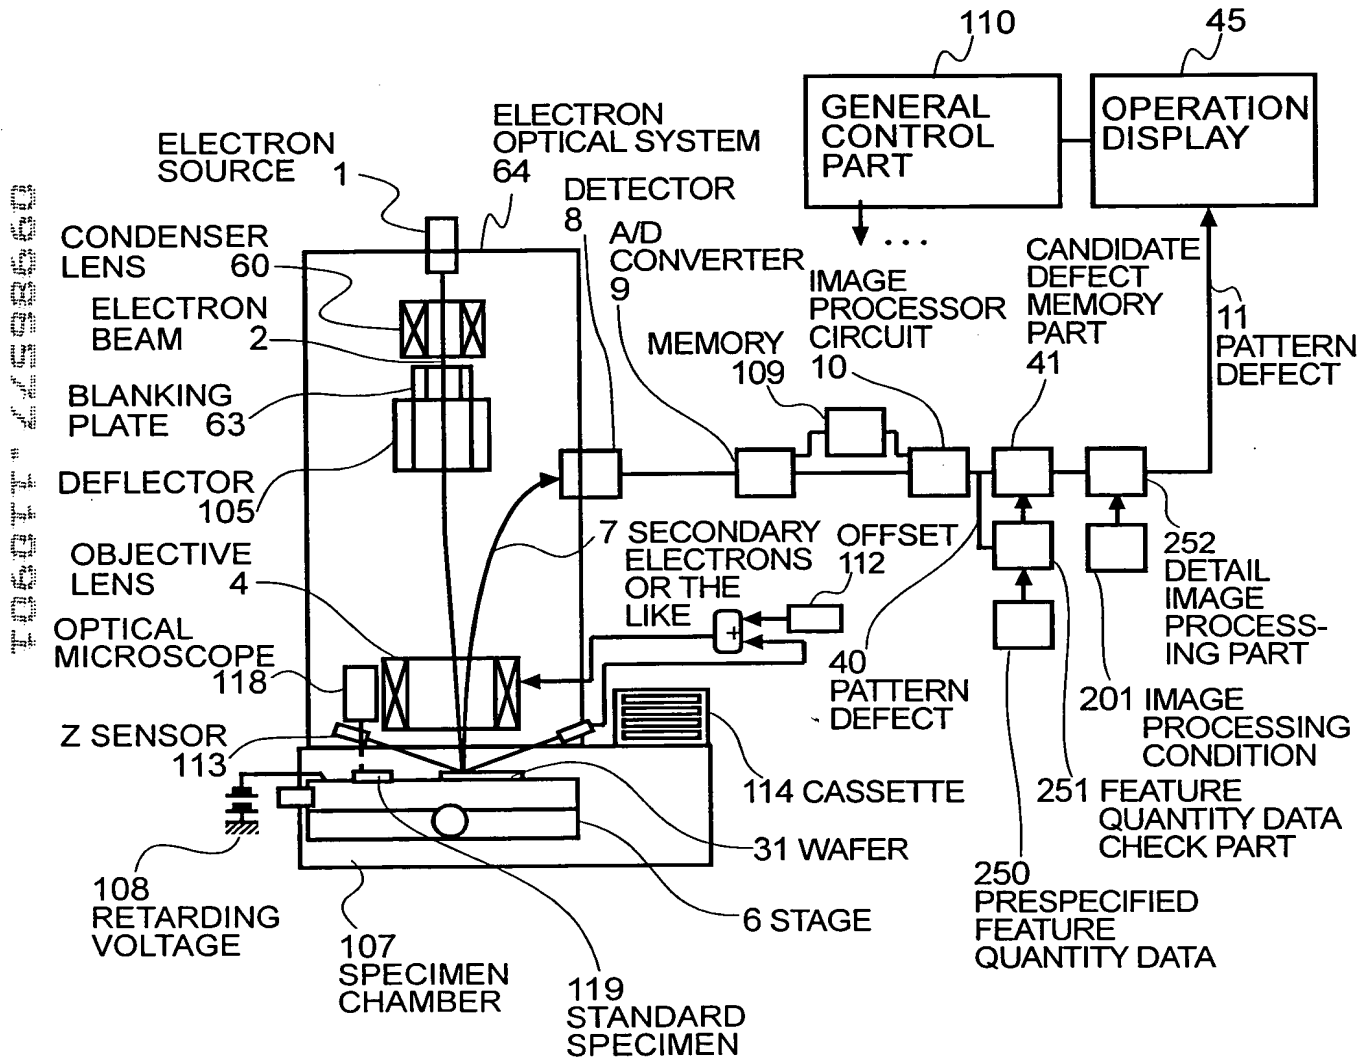 110
45
GENERAL
CONTROL
PART
OPERATION
DISPLAY
ELECTRON
SOURCE 1
ELECTRON
OPTICAL SYSTEM
64
DETECTOR
8
A/D
CONVERTER
9
CONDENSER
LENS 60
...
IMAGE
PROCESSOR
CIRCUIT
10
CANDIDATE
DEFECT
MEMORY
PART
41
ELECTRON
BEAM 2
MEMORY
109
11
PATTERN
DEFECT
BLANKING
PLATE 63
DEFLECTOR
105
7 SECONDARY
ELECTRONS
OR THE
LIKE
OFFSET
112
252
DETAIL
IMAGE
PROCESS-
ING PART
OBJECTIVE
LENS 4
+
OPTICAL
MICROSCOPE
118
40
PATTERN
DEFECT
201 IMAGE
PROCESSING
CONDITION
Z SENSOR
113
114 CASSETTE
251 FEATURE
QUANTITY DATA
CHECK PART
31 WAFER
108
RETARDING
VOLTAGE
250
PRESPECIFIED
FEATURE
QUANTITY DATA
6 STAGE
107
SPECIMEN
CHAMBER
119
STANDARD
SPECIMEN